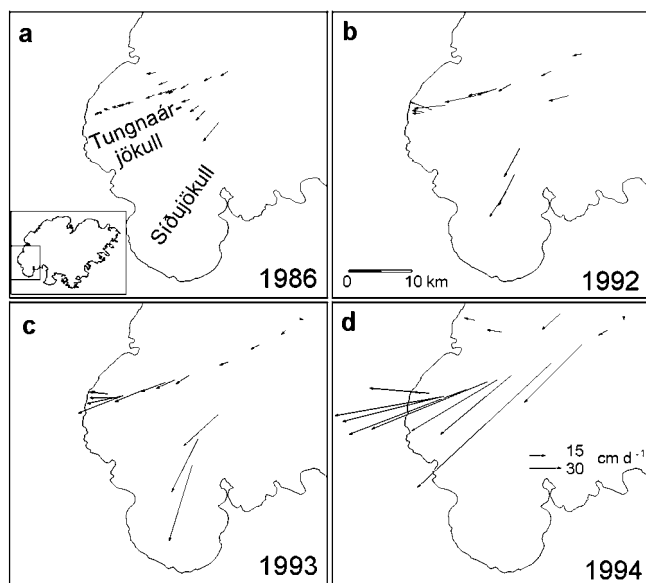 a
Tungnaár-
jökull
Síðujökull
1986
b
0 10 km
1992
c
1993
d
15
30 cm d -1
1994